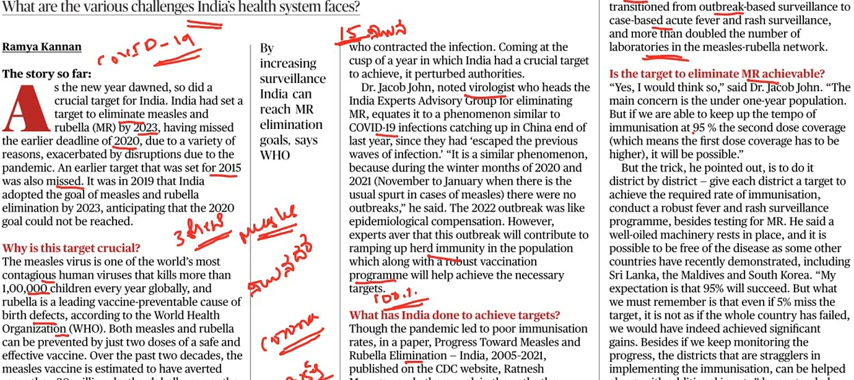 What are the various challenges India's health system faces?
Ramya Kannan
COVID-19
The story so far:
As the new year dawned, so did a
crucial target for India. India had set a
target to eliminate measles and
rubella (MR) by 2023, having missed
the earlier deadline of 2020, due to a variety of
reasons, exacerbated by disruptions due to the
pandemic. An earlier target that was set for 2015
was also missed. It was in 2019 that India
adopted the goal of measles and rubella
elimination by 2023, anticipating that the 2020
goal could not be reached.
Why is this target crucial?
The measles virus is one of the world's most
contagious human viruses that kills more than
1,00,000 children every year globally, and
rubella is a leading vaccine-preventable cause of
birth defects, according to the World Health
Organization (WHO). Both measles and rubella
can be prevented by just two doses of a safe and
effective vaccine. Over the past two decades, the
measles vaccine is estimated to have averted
By
increasing
surveillance
India can
reach MR
elimination
goals, says
WHO
measles
corona
15
who contracted the infection. Coming at the
cusp of a year in which India had a crucial target
to achieve, it perturbed authorities.
Dr. Jacob John, noted virologist who heads the
India Experts Advisory Group for eliminating
MR, equates it to a phenomenon similar to
COVID-19 infections catching up in China end of
last year, since they had 'escaped the previous
waves of infection.' "It is a similar phenomenon,
because during the winter months of 2020 and
2021 (November to January when there is the
usual spurt in cases of measles) there were no
outbreaks," he said. The 2022 outbreak was like
epidemiological compensation. However,
experts aver that this outbreak will contribute to
ramping up herd immunity in the population
which along with a robust vaccination
programme will help achieve the necessary
targets.
100%
What has India done to achieve targets?
Though the pandemic led to poor immunisation
rates, in a paper, Progress Toward Measles and
Rubella Elimination – India, 2005-2021,
published on the CDC website, Ratnesh
transitioned from outbreak-based surveillance to
case-based acute fever and rash surveillance,
and more than doubled the number of
laboratories in the measles-rubella network.
Is the target to eliminate MR achievable?
"Yes, I would think so," said Dr. Jacob John. "The
main concern is the under one-year population.
But if we are able to keep up the tempo of
immunisation at 95 % the second dose coverage
(which means the first dose coverage has to be
higher), it will be possible."
But the trick, he pointed out, is to do it
district by district – give each district a target to
achieve the required rate of immunisation,
conduct a robust fever and rash surveillance
programme, besides testing for MR. He said a
well-oiled machinery rests in place, and it is
possible to be free of the disease as some other
countries have recently demonstrated, including
Sri Lanka, the Maldives and South Korea. "My
expectation is that 95% will succeed. But what
we must remember is that even if 5% miss the
target, it is not as if the whole country has failed,
we would have indeed achieved significant
gains. Besides if we keep monitoring the
progress, the districts that are stragglers in
implementing the immunisation, can be helped